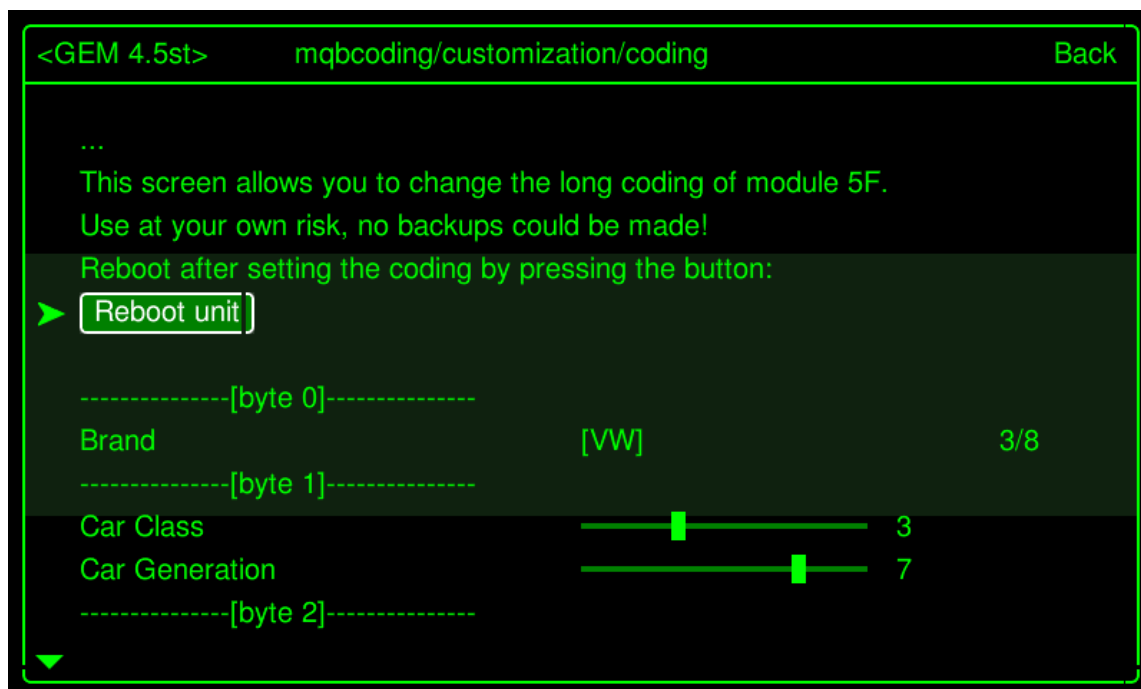 <GEM 4.5st> mqbcoding/customization/coding Back
...
This screen allows you to change the long coding of module 5F.
Use at your own risk, no backups could be made!
Reboot after setting the coding by pressing the button:
Reboot unit
---------------[byte 0]---------------
Brand [VW] 3/8
---------------[byte 1]---------------
Car Class 3
Car Generation 7
---------------[byte 2]---------------